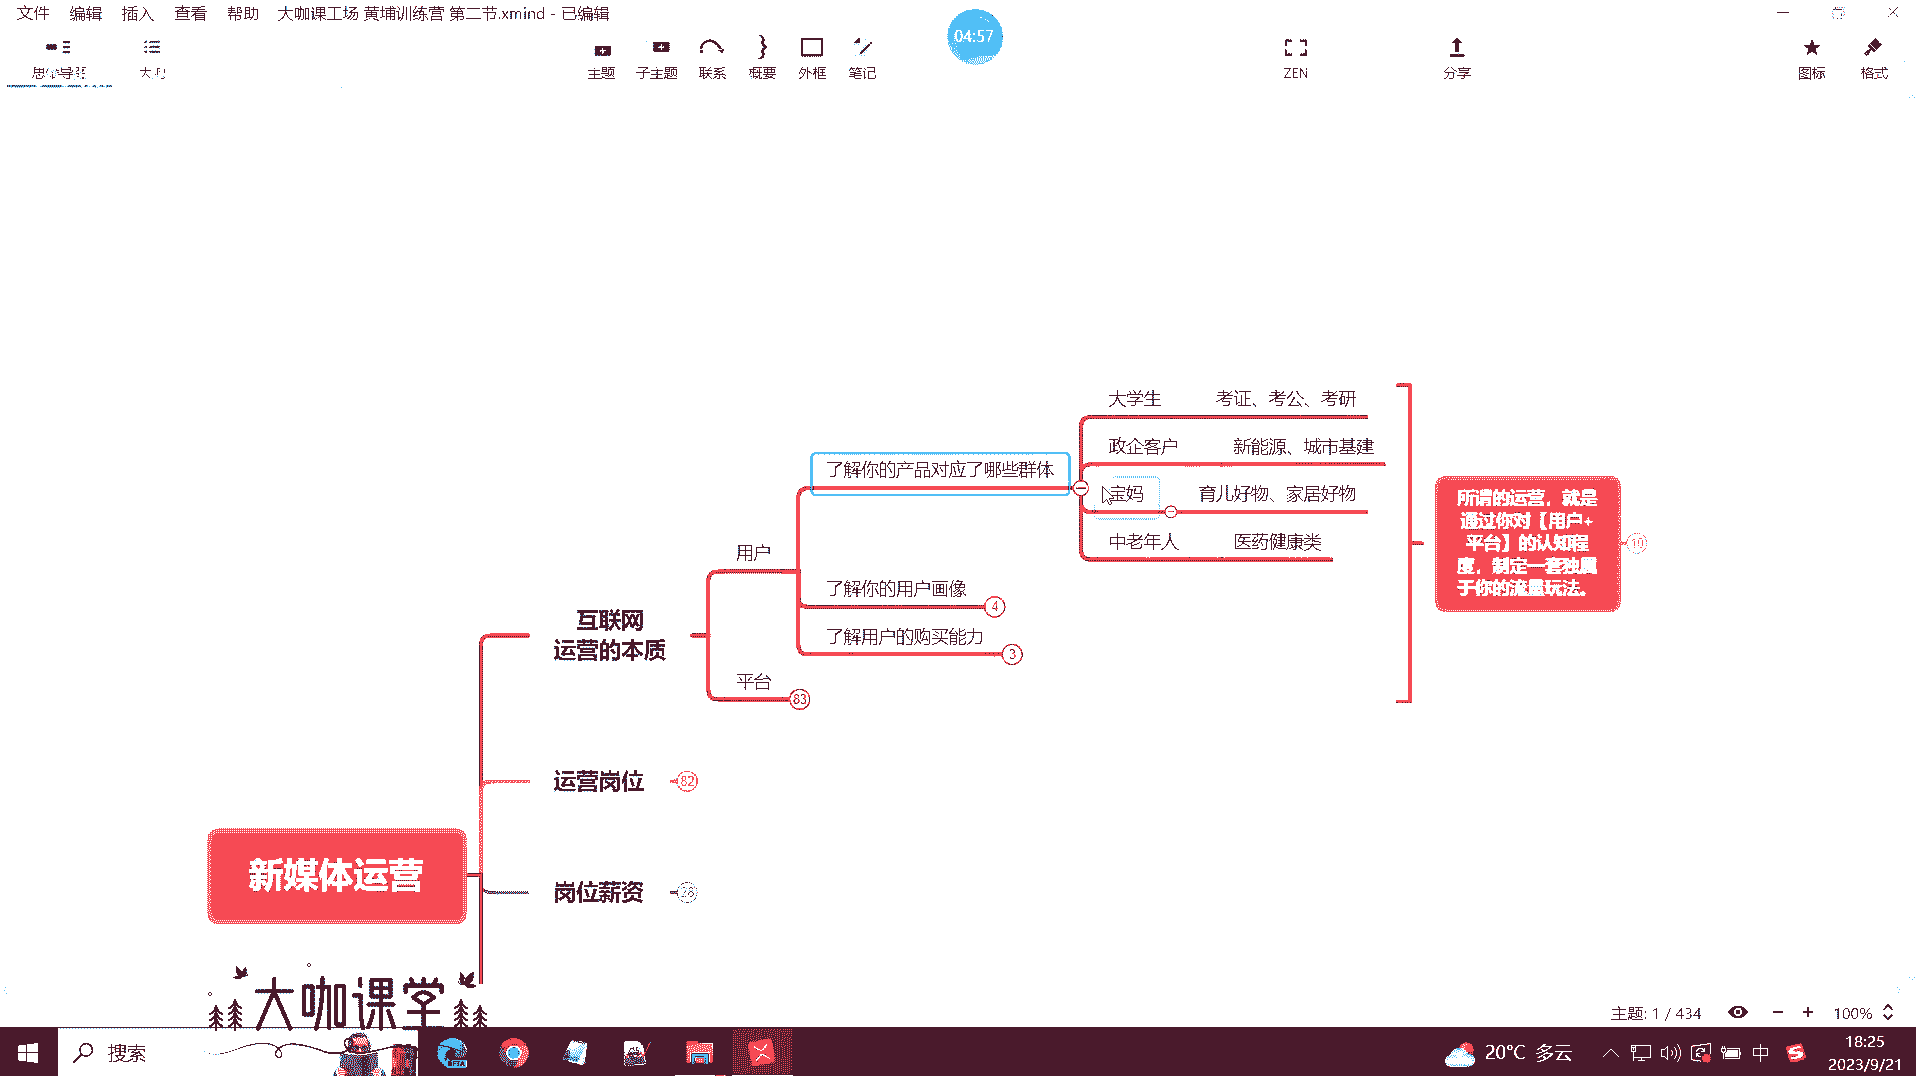 文件 编辑 插入 查看 帮助 大咖课工场 黄埔训练营 第二节.xmind - 已编辑
04:57
思维导图 大纲 主题 子主题 联系 概要 外框 笔记 ZEN 分享 图标 格式
大学生 考证、考公、考研
政企客户 新能源、城市基建
了解你的产品对应了哪些群体
宝妈 育儿好物、家居好物
中老年人 医药健康类
所谓的运营，就是
通过你对【用户+
平台】的认知程
度，制定一套独属
于你的流量玩法。
10
用户
了解你的用户画像 4
了解用户的购买能力 3
互联网
运营的本质
平台 83
运营岗位 82
新媒体运营
岗位薪资 28
大咖课堂
主题: 1 / 434 100%
搜索 20°C 多云 中 18:25
2023/9/21